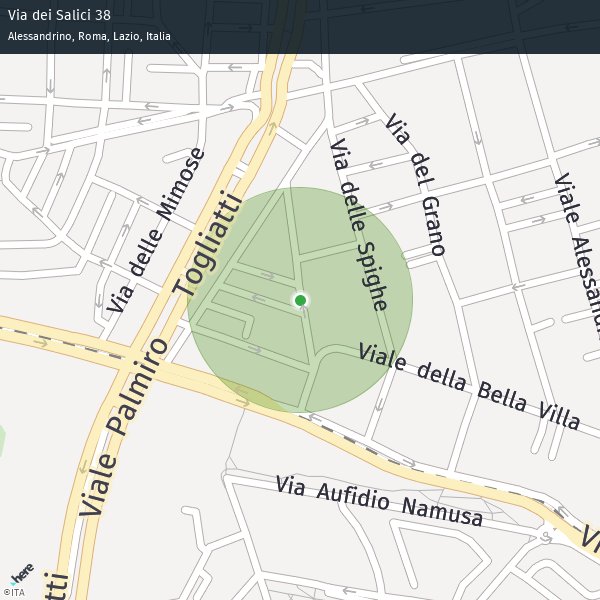 Via dei Salici 38
Alessandrino, Roma, Lazio, Italia
Via delle Mimose
Via delle Spighe
Via del Grano
Viale Alessand
Viale Palmiro Togliatti
Viale della Bella Villa
Via Aufidio Namusa
Vi
tti
here
©ITA